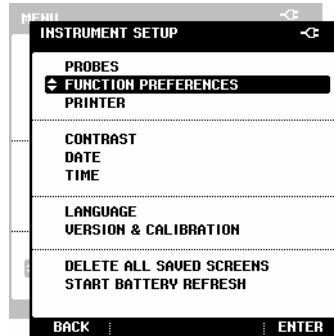 MENU
INSTRUMENT SETUP
PROBES
FUNCTION PREFERENCES
PRINTER
CONTRAST
DATE
TIME
LANGUAGE
VERSION & CALIBRATION
DELETE ALL SAVED SCREENS
START BATTERY REFRESH
BACK ENTER